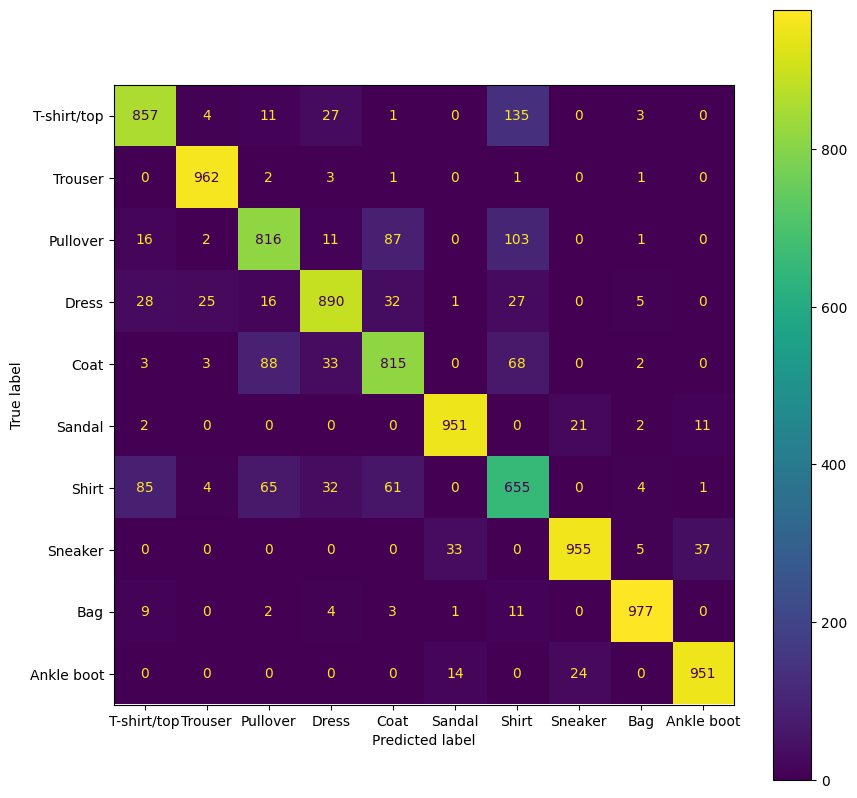 T-shirt/top 857 4 11 27 1 0 135 0 3 0
Trouser 0 962 2 3 1 0 1 0 1 0
Pullover 16 2 816 11 87 0 103 0 1 0
Dress 28 25 16 890 32 1 27 0 5 0
Coat 3 3 88 33 815 0 68 0 2 0
Sandal 2 0 0 0 0 951 0 21 2 11
Shirt 85 4 65 32 61 0 655 0 4 1
Sneaker 0 0 0 0 0 33 0 955 5 37
Bag 9 0 2 4 3 1 11 0 977 0
Ankle boot 0 0 0 0 0 14 0 24 0 951
T-shirt/top Trouser Pullover Dress Coat Sandal Shirt Sneaker Bag Ankle boot
Predicted label
True label
800
600
400
200
0